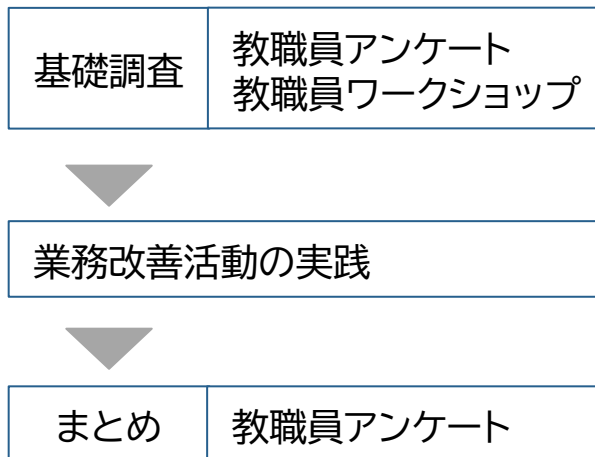 基礎調査
教職員アンケート
教職員ワークショップ
業務改善活動の実践
まとめ
教職員アンケート